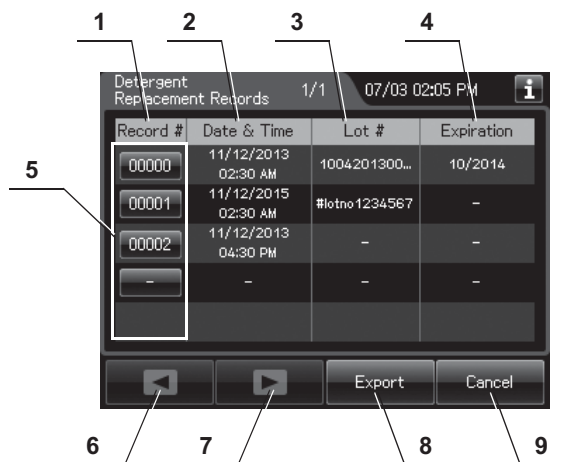 1 2 3 4
Detergent
Replacement Records 1/1 07/03 02:05 PM i
Record # Date & Time Lot # Expiration
5
00000 11/12/2013 02:30 AM 1004201300... 10/2014
00001 11/12/2015 02:30 AM #lotno1234567 –
00002 11/12/2013 04:30 PM – –
– – – –
Export Cancel
6 7 8 9